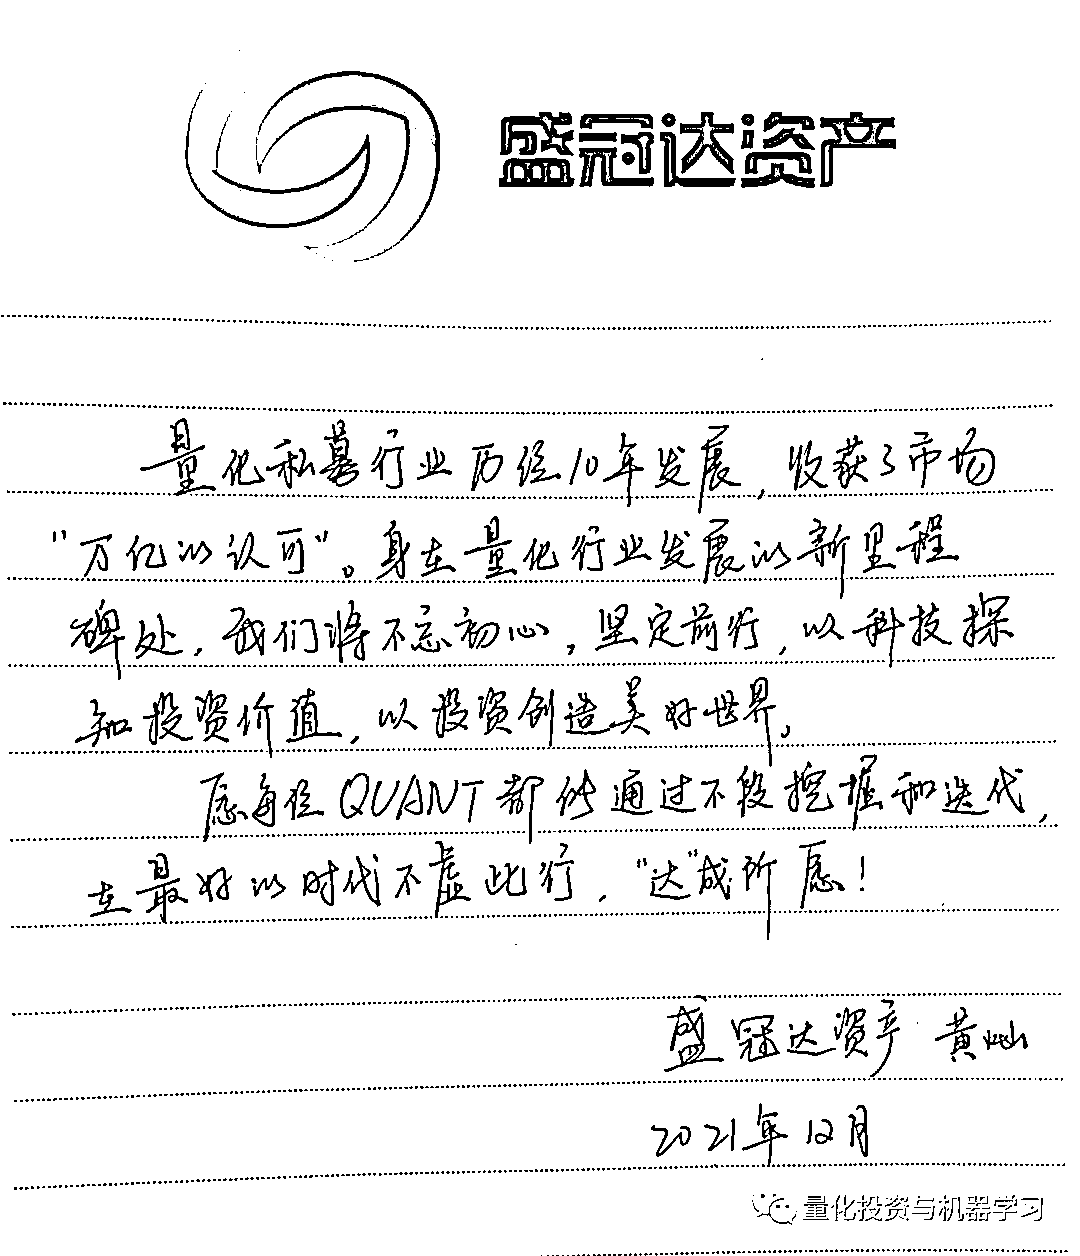 盛冠达资产
量化私募行业历经10年发展，收获了市场
“万亿的认可”。身在量化行业发展的新里程
碑处，我们将不忘初心，坚定前行，以科技探
知投资价值，以投资创造美好世界。
愿每位QUANT都能通过不段挖掘和迭代，
在最好的时代不虚此行，“达”成所愿！
盛冠达资产 黄灿
2021年12月
量化投资与机器学习